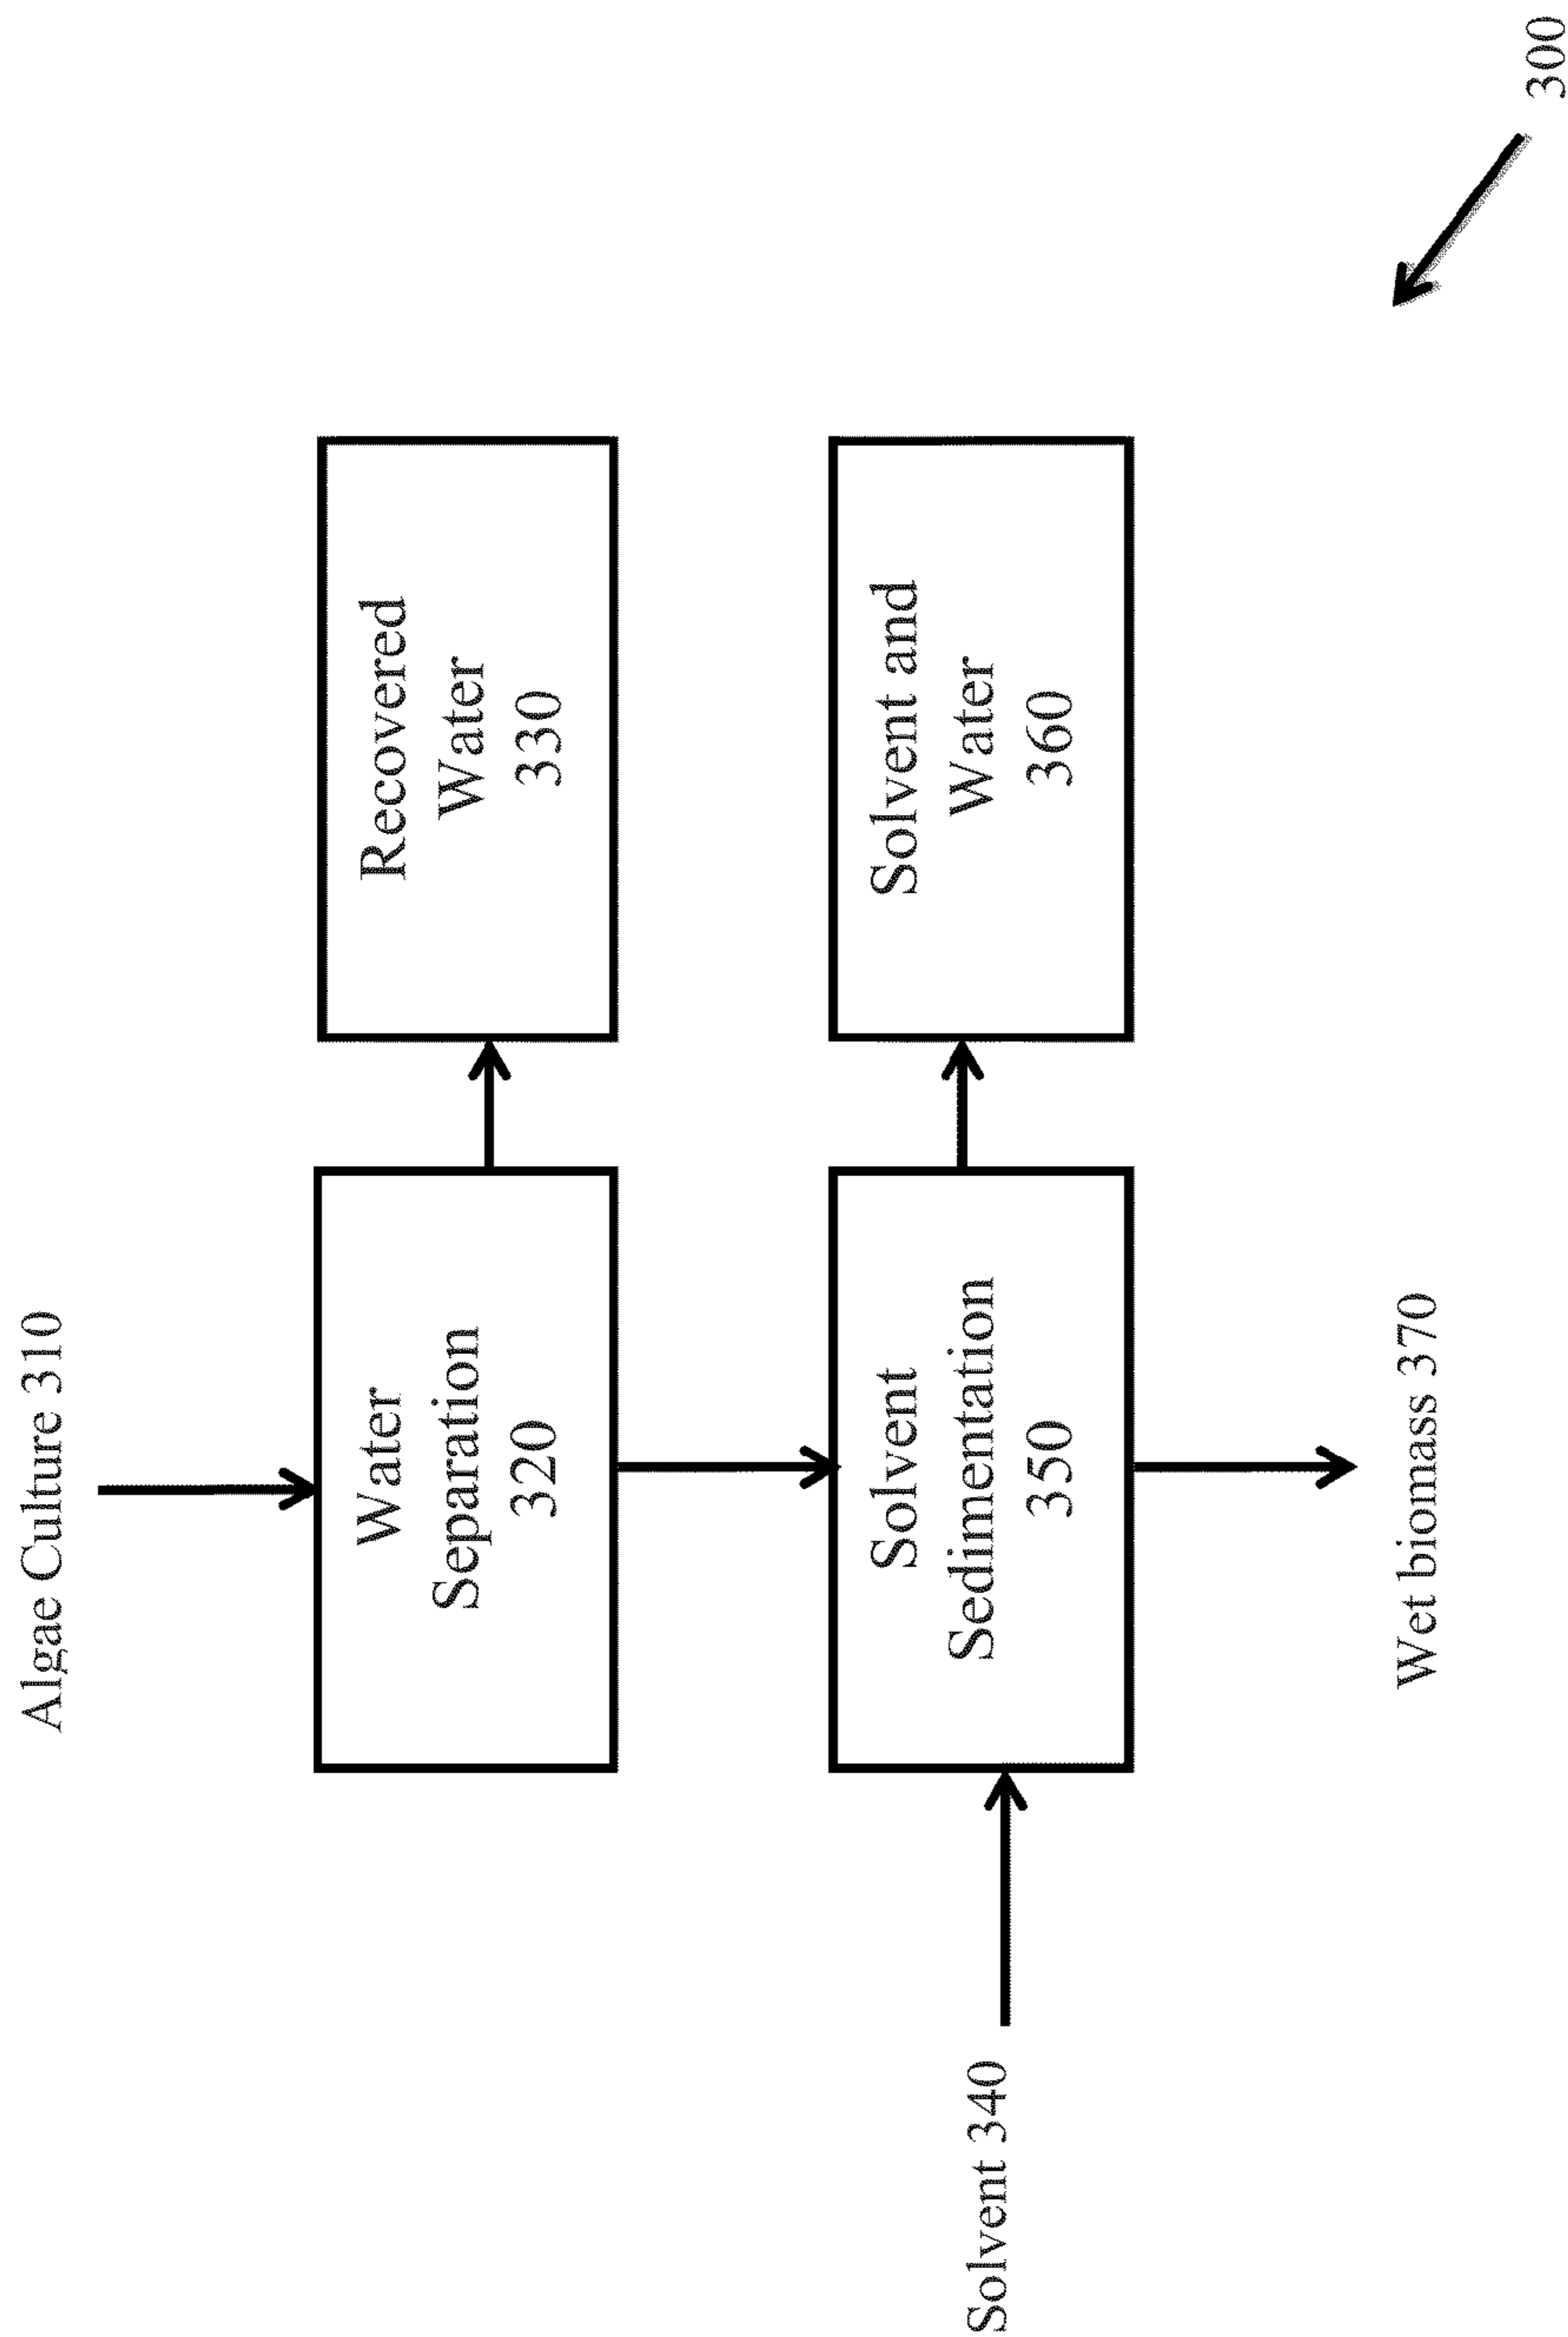 Algae Culture 310
Water
Separation
320
Recovered
Water
330
Solvent 340
Solvent
Sedimentation
350
Solvent and
Water
360
Wet biomass 370
300